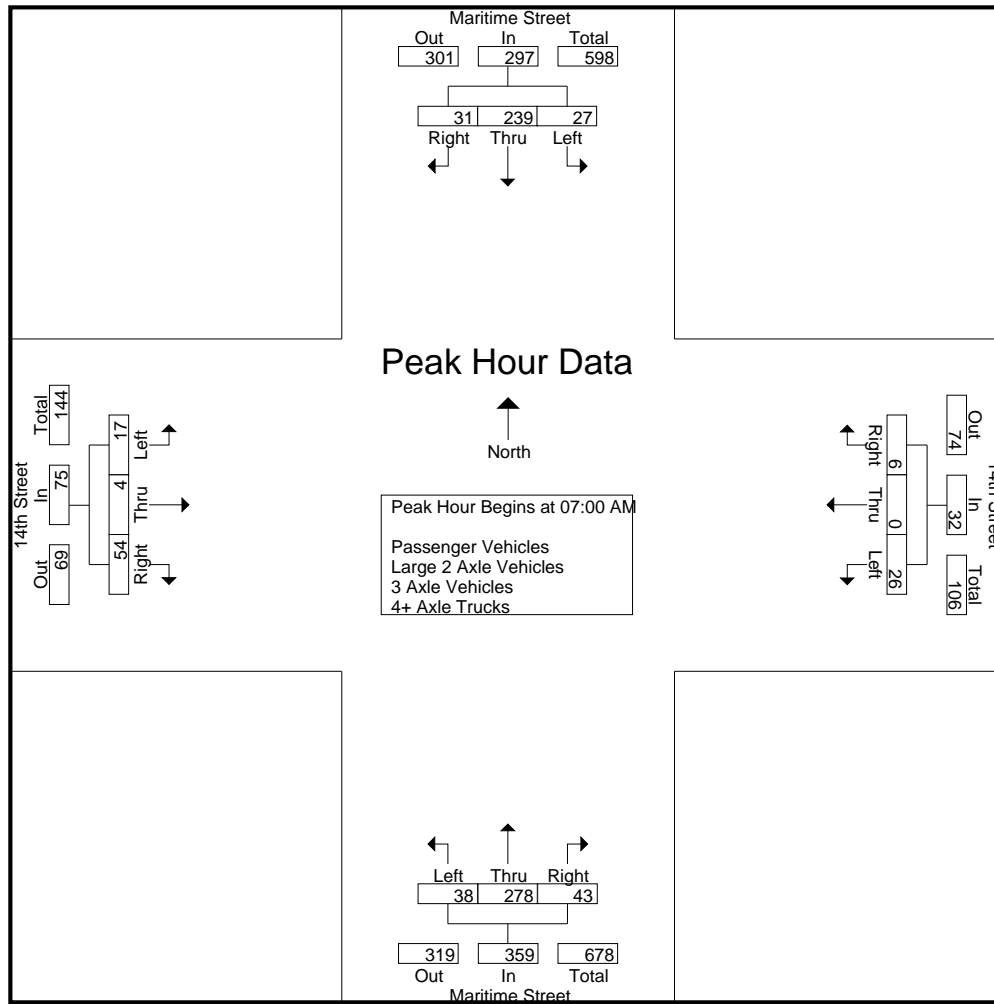 Maritime Street
Out In Total
301 297 598
31 239 27
Right Thru Left
Peak Hour Data
North
Peak Hour Begins at 07:00 AM
Passenger Vehicles
Large 2 Axle Vehicles
3 Axle Vehicles
4+ Axle Trucks
14th Street
Out In Total
69 75 144
54 4 17
Right Thru Left
14th Street
Out In Total
74 32 106
6 0 26
Right Thru Left
Left Thru Right
38 278 43
319 359 678
Out In Total
Maritime Street